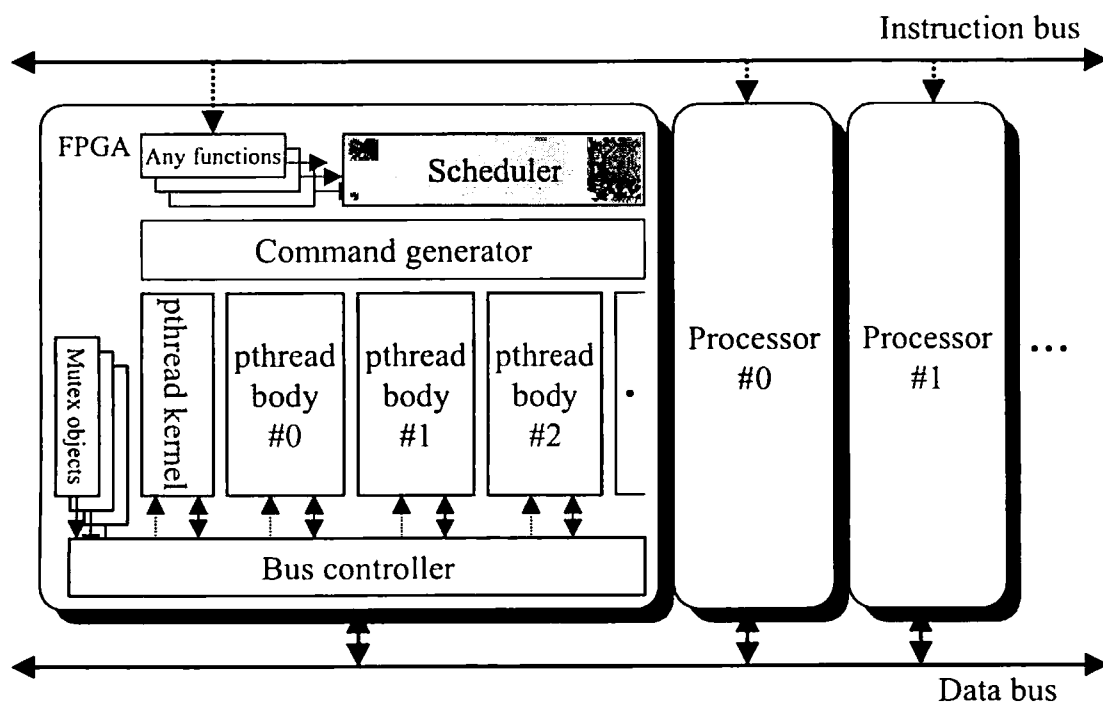 Instruction bus
FPGA
Any functions
Scheduler
Command generator
Mutex objects
pthread kernel
pthread
body
#0
pthread
body
#1
pthread
body
#2
•
Processor
#0
Processor
#1
...
Bus controller
Data bus